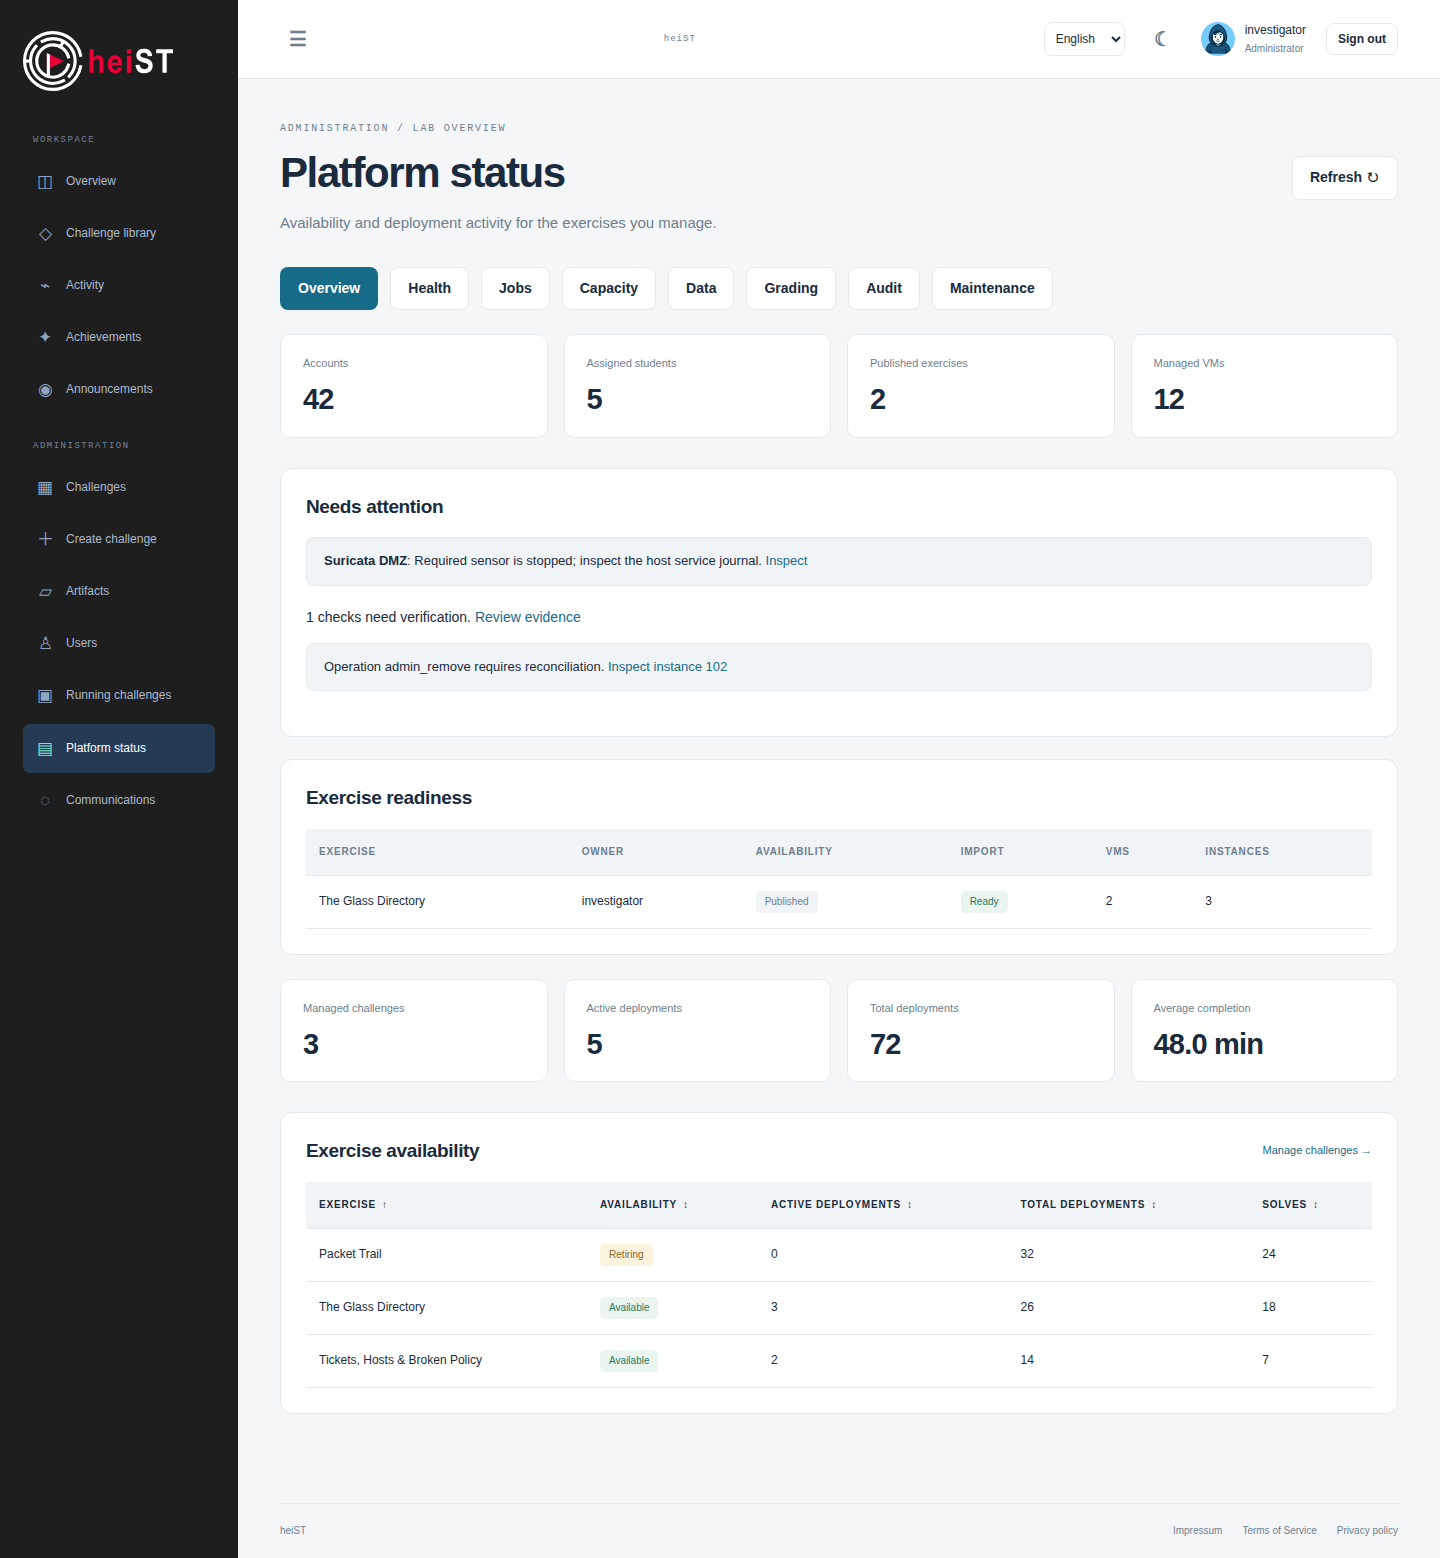 heiST
WORKSPACE
Overview
Challenge library
Activity
Achievements
Announcements
ADMINISTRATION
Challenges
Create challenge
Artifacts
Users
Running challenges
Platform status
Communications
heiST
English
investigator
Administrator
Sign out
ADMINISTRATION / LAB OVERVIEW
Platform status
Refresh ↻
Availability and deployment activity for the exercises you manage.
Overview Health Jobs Capacity Data Grading Audit Maintenance
Accounts Assigned students Published exercises Managed VMs
42 5 2 12
Needs attention
Suricata DMZ: Required sensor is stopped; inspect the host service journal. Inspect
1 checks need verification. Review evidence
Operation admin_remove requires reconciliation. Inspect instance 102
Exercise readiness
EXERCISE OWNER AVAILABILITY IMPORT VMS INSTANCES
The Glass Directory investigator Published Ready 2 3
Managed challenges Active deployments Total deployments Average completion
3 5 72 48.0 min
Exercise availability Manage challenges →
EXERCISE ↑ AVAILABILITY ↕ ACTIVE DEPLOYMENTS ↕ TOTAL DEPLOYMENTS ↕ SOLVES ↕
Packet Trail Retiring 0 32 24
The Glass Directory Available 3 26 18
Tickets, Hosts & Broken Policy Available 2 14 7
heiST Impressum Terms of Service Privacy policy